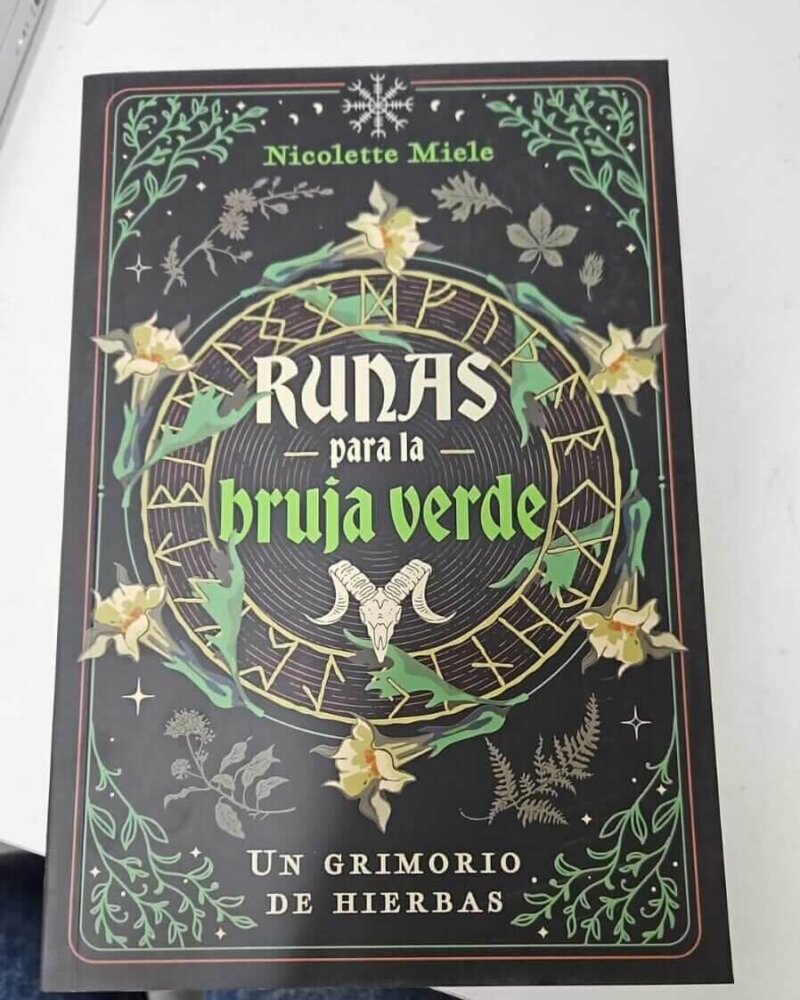 Nicolette Miele
RUNAS
para la
bruja verde
UN GRIMORIO
DE HIERBAS